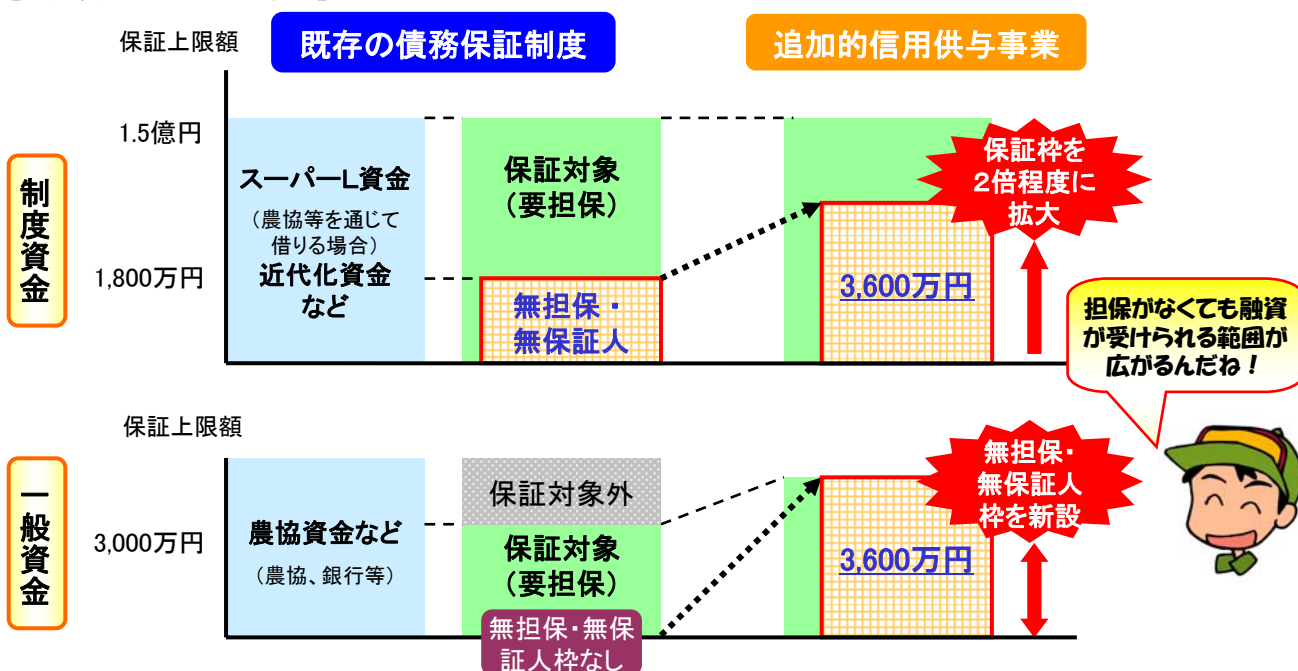 既存の債務保証制度
追加的信用供与事業
保証上限額
1.5億円
1,800万円
制度資金
スーパーL資金
（農協等を通じて
借りる場合）
近代化資金
など
保証対象
（要担保）
無担保・
無保証人
3,600万円
保証枠を
２倍程度に
拡大
担保がなくても融資
が受けられる範囲が
広がるんだね！
保証上限額
3,000万円
一般資金
農協資金など
（農協、銀行等）
保証対象外
保証対象
（要担保）
無担保・無保
証人枠なし
3,600万円
無担保・
無保証人
枠を新設